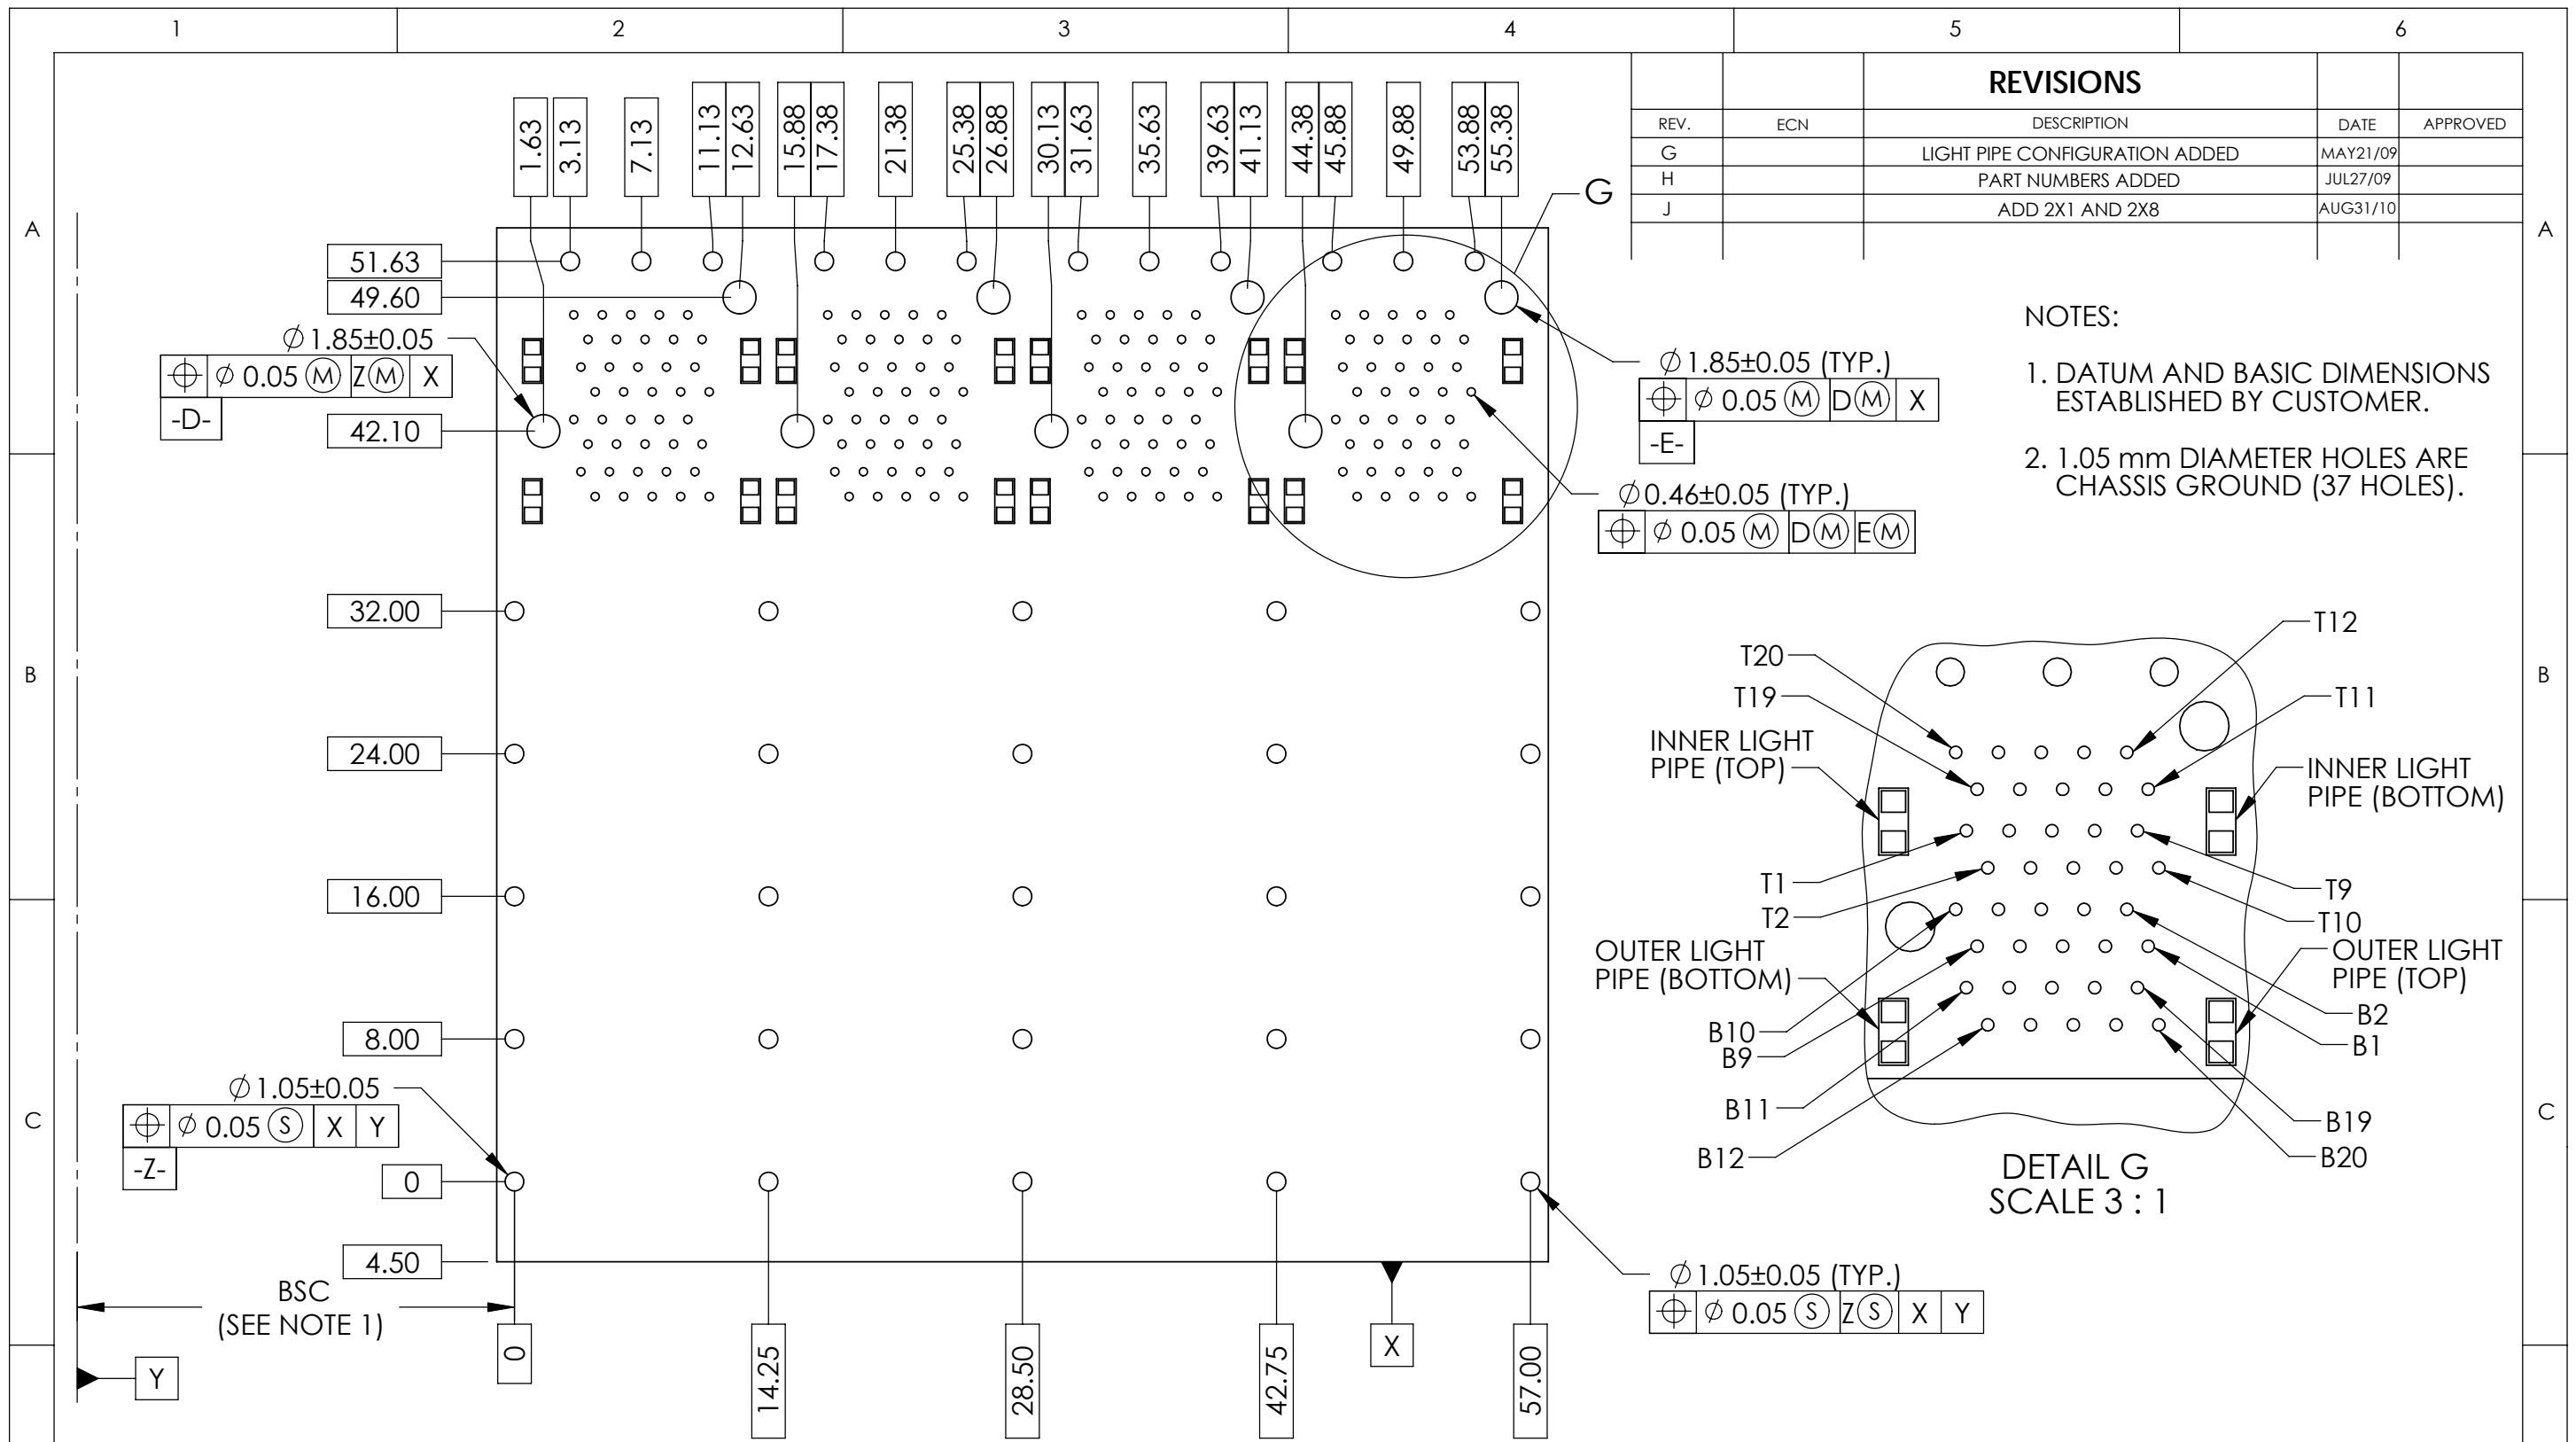 1 2 3 4 5 6
REVISIONS
REV. ECN DESCRIPTION DATE APPROVED
G LIGHT PIPE CONFIGURATION ADDED MAY21/09
H PART NUMBERS ADDED JUL27/09
J ADD 2X1 AND 2X8 AUG31/10
A
A
1.63 3.13 7.13 11.13 12.63 15.88 17.38 21.38 25.38 26.88 30.13 31.63 35.63 39.63 41.13 44.38 45.88 49.88 53.88 55.38
G
51.63
49.60
⌀1.85±0.05
⌀ 0.05 Ⓜ Z Ⓜ X
-D-
42.10
⌀1.85±0.05 (TYP.)
⌀ 0.05 Ⓜ D Ⓜ X
-E-
⌀0.46±0.05 (TYP.)
⌀ 0.05 Ⓜ D Ⓜ E Ⓜ
NOTES:
1. DATUM AND BASIC DIMENSIONS
ESTABLISHED BY CUSTOMER.
2. 1.05 mm DIAMETER HOLES ARE
CHASSIS GROUND (37 HOLES).
B
B
32.00
24.00
16.00
8.00
⌀1.05±0.05
⌀ 0.05 Ⓢ X Y
-Z-
0
4.50
BSC
(SEE NOTE 1)
Y
0 14.25 28.50 42.75 57.00
X
⌀1.05±0.05 (TYP.)
⌀ 0.05 Ⓢ Z Ⓢ X Y
T12
T20
T19
T11
INNER LIGHT
PIPE (TOP)
INNER LIGHT
PIPE (BOTTOM)
T1
T2
T9
T10
OUTER LIGHT
PIPE (BOTTOM)
OUTER LIGHT
PIPE (TOP)
B10
B9
B2
B1
B11
B12
B19
B20
DETAIL G
SCALE 3 : 1
C
C